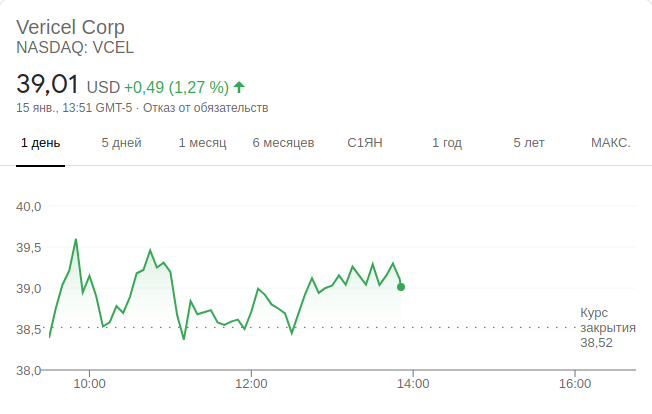 Vericel Corp
NASDAQ: VCEL
39,01 USD +0,49 (1,27 %)
15 янв., 13:51 GMT-5 · Отказ от обязательств
1 день 5 дней 1 месяц 6 месяцев С1ЯН 1 год 5 лет МАКС.
40,0
39,5
39,0
38,5
38,0
Курс
закрытия
38,52
10:00 12:00 14:00 16:00